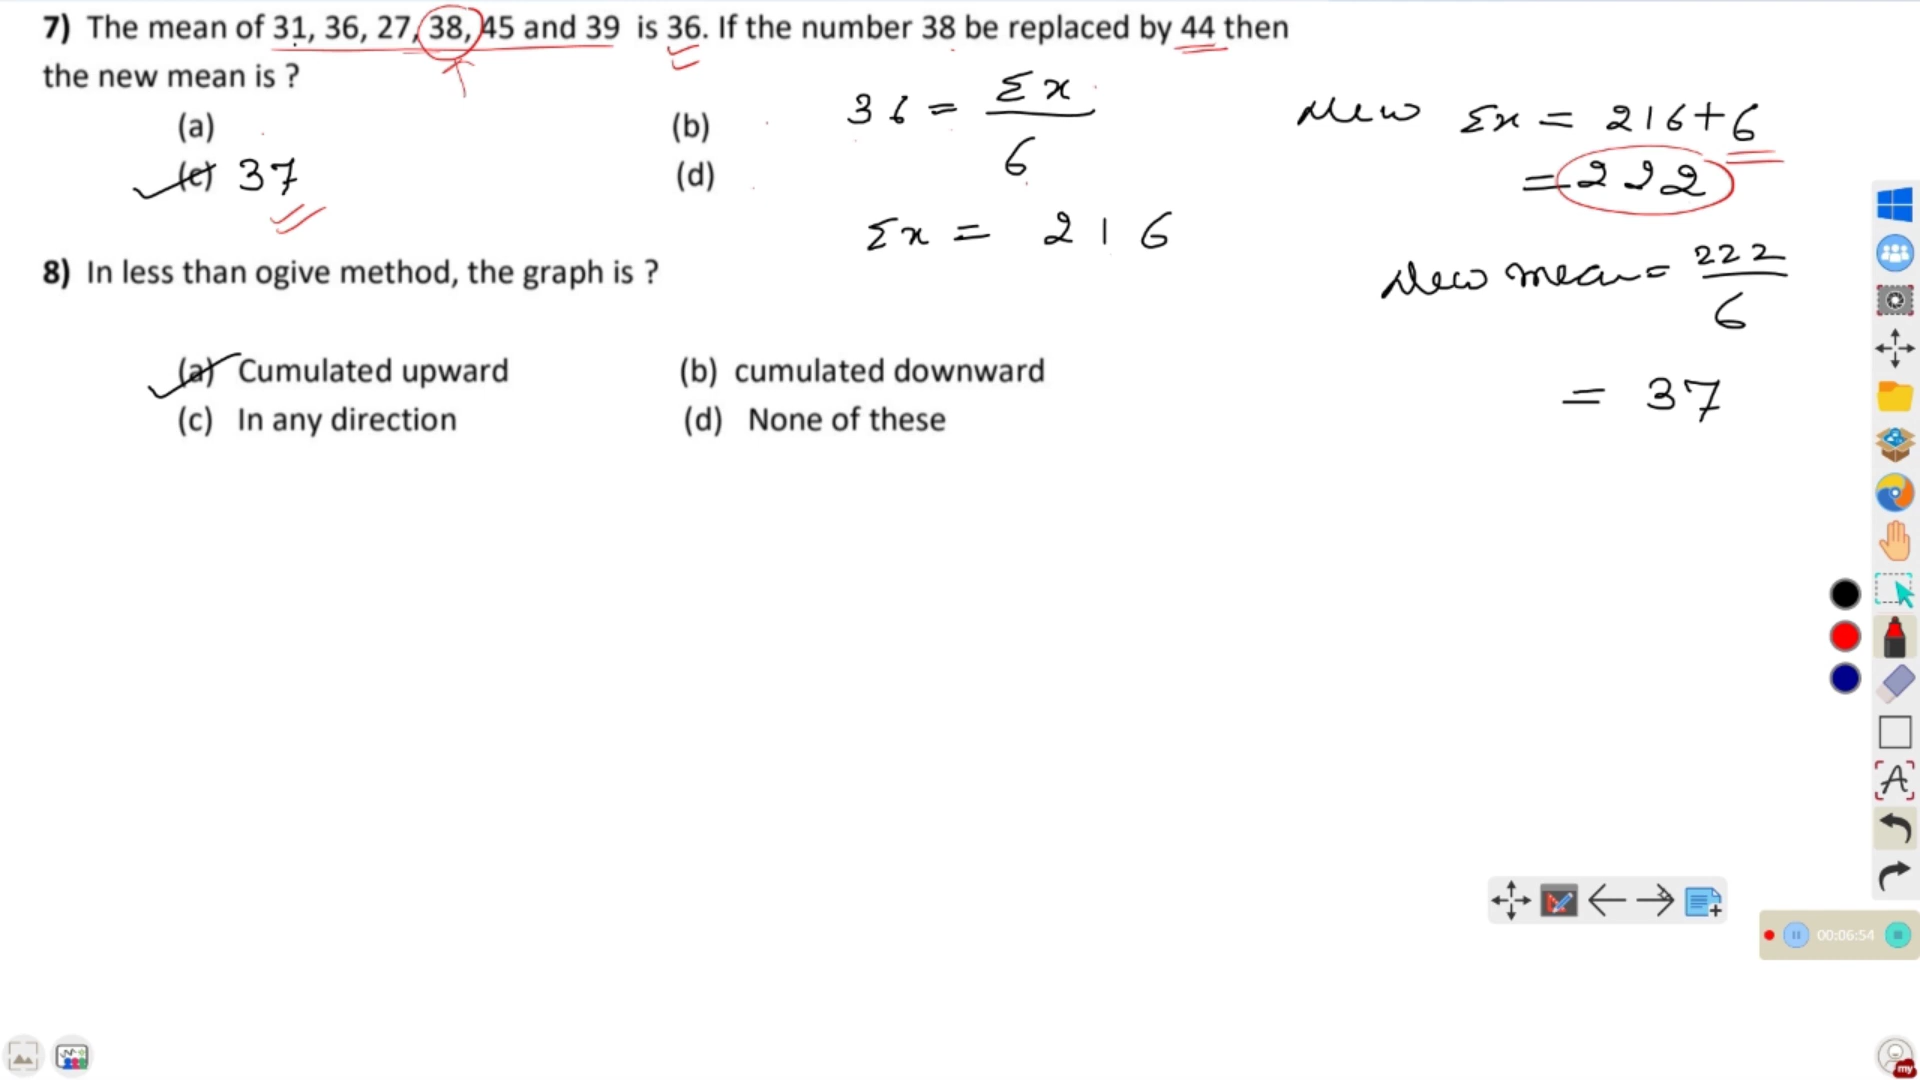 7) The mean of 31, 36, 27, 38, 45 and 39 is 36. If the number 38 be replaced by 44 then
the new mean is ?
(a) (b)
(c) 37 (d)
36 = Σx / 6
Σx = 216
New Σx = 216+6
= 222
New mean = 222 / 6
= 37
8) In less than ogive method, the graph is ?
(a) Cumulated upward (b) cumulated downward
(c) In any direction (d) None of these
A
00:06:54
my